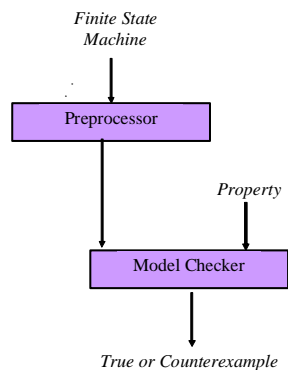 Finite State
Machine
Preprocessor
Property
Model Checker
True or Counterexample